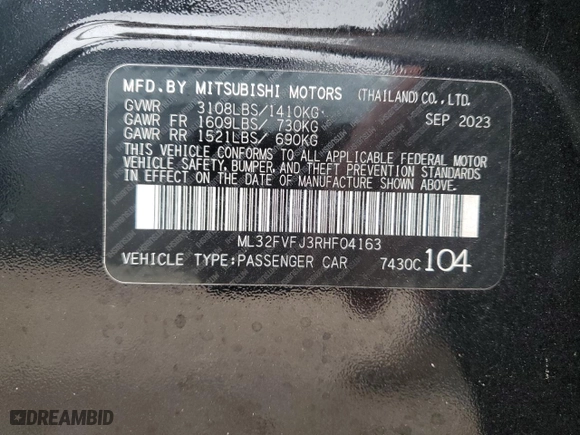 MFD.BY MITSUBISHI MOTORS (THAILAND)CO.,LTD.
GVWR 3108LBS/1410KG SEP 2023
GAWR FR 1609LBS/ 730KG
GAWR RR 1521LBS/ 690KG
THIS VEHICLE CONFORMS TO ALL APPLICABLE FEDERAL MOTOR
VEHICLE SAFETY, BUMPER, AND THEFT PREVENTION STANDARDS
IN EFFECT ON THE DATE OF MANUFACTURE SHOWN ABOVE.
ML32FVFJ3RHF04163
VEHICLE TYPE:PASSENGER CAR 7430C104
DREAMBID